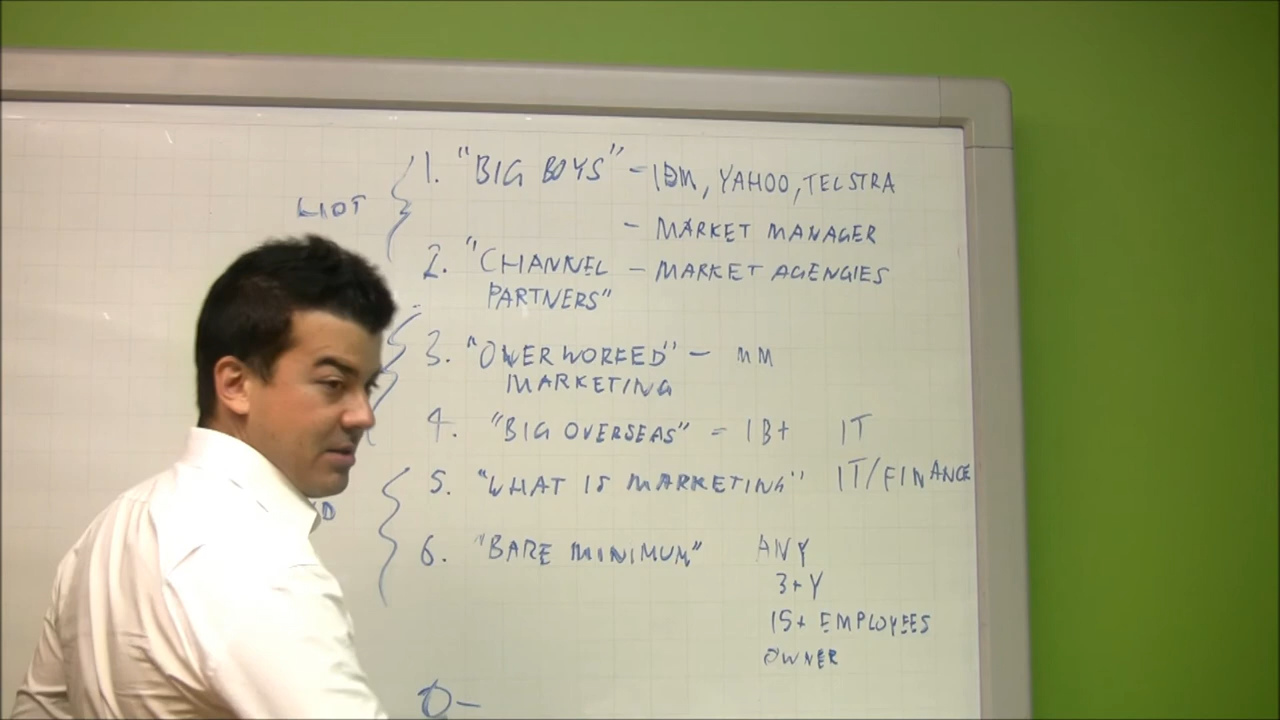 1. "BIG BOYS" - IBM, YAHOO, TELSTRA
- MARKET MANAGER
2. "CHANNEL - MARKET AGENCIES
PARTNERS"
3. "OVERWORKED" - MM
MARKETING
4. "BIG OVERSEAS" = 1B+ IT
5. "WHAT IS MARKETING" IT/FINANCE
6. "BARE MINIMUM" ANY
3+Y
15+ EMPLOYEES
OWNER